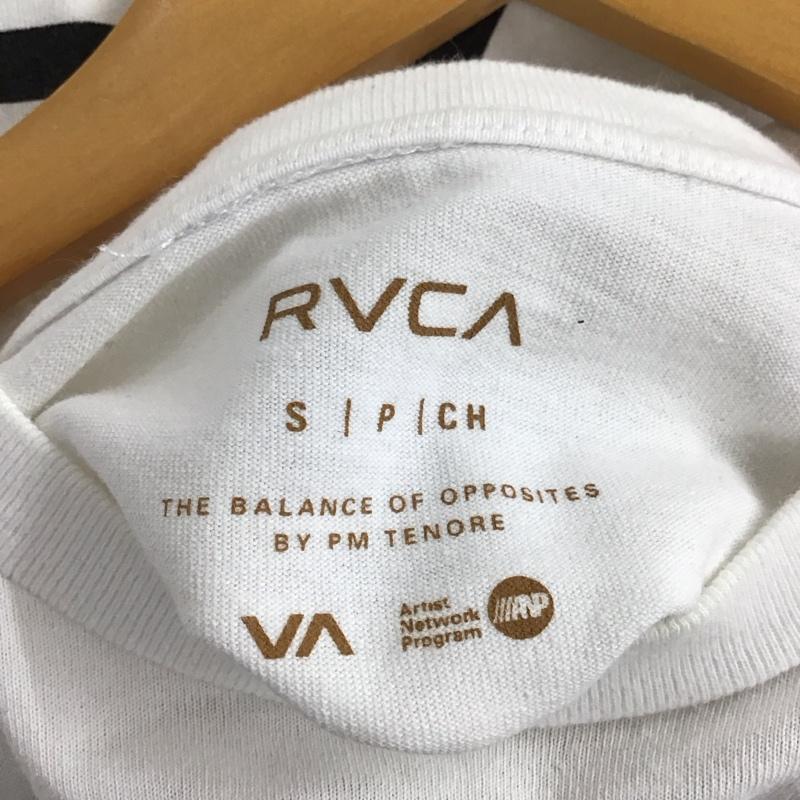 RVCA
S | P | CH
THE BALANCE OF OPPOSITES
BY PM TENORE
VA
Artist
Network
Program
ANP